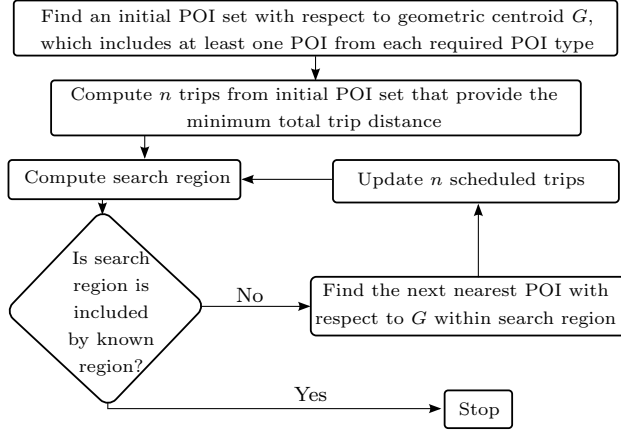 Find an initial POI set with respect to geometric centroid G,
which includes at least one POI from each required POI type
Compute n trips from initial POI set that provide the
minimum total trip distance
Compute search region
Update n scheduled trips
Is search
region is
included
by known
region?
No
Find the next nearest POI with
respect to G within search region
Yes
Stop